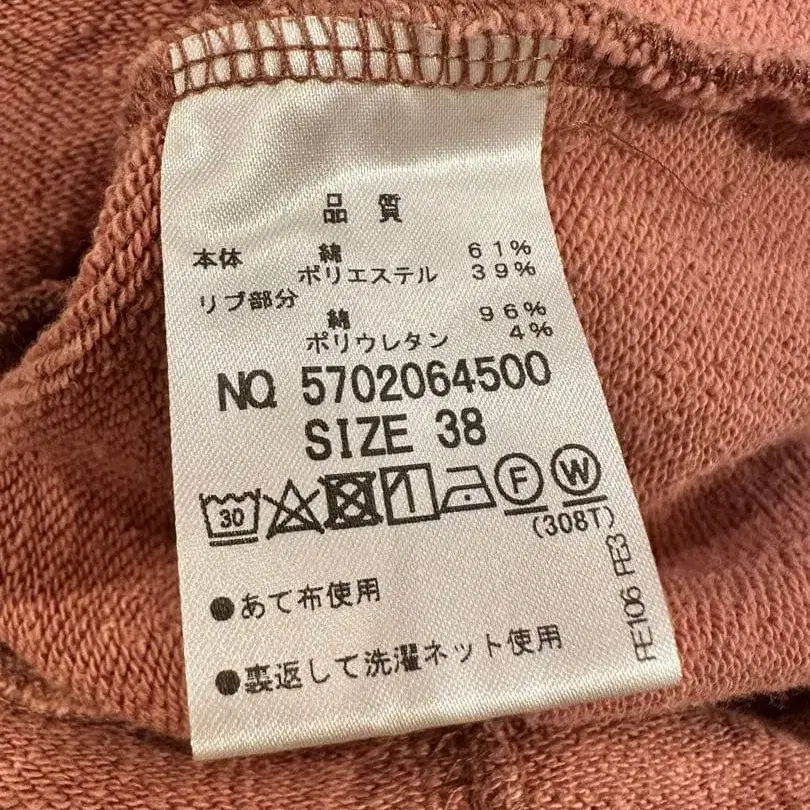 品質
本体 綿 61%
ポリエステル 39%
リブ部分
綿 96%
ポリウレタン 4%
NO. 5702064500
SIZE 38
30 F W
(308T)
●あて布使用
●裏返して洗濯ネット使用
FE106 FE3